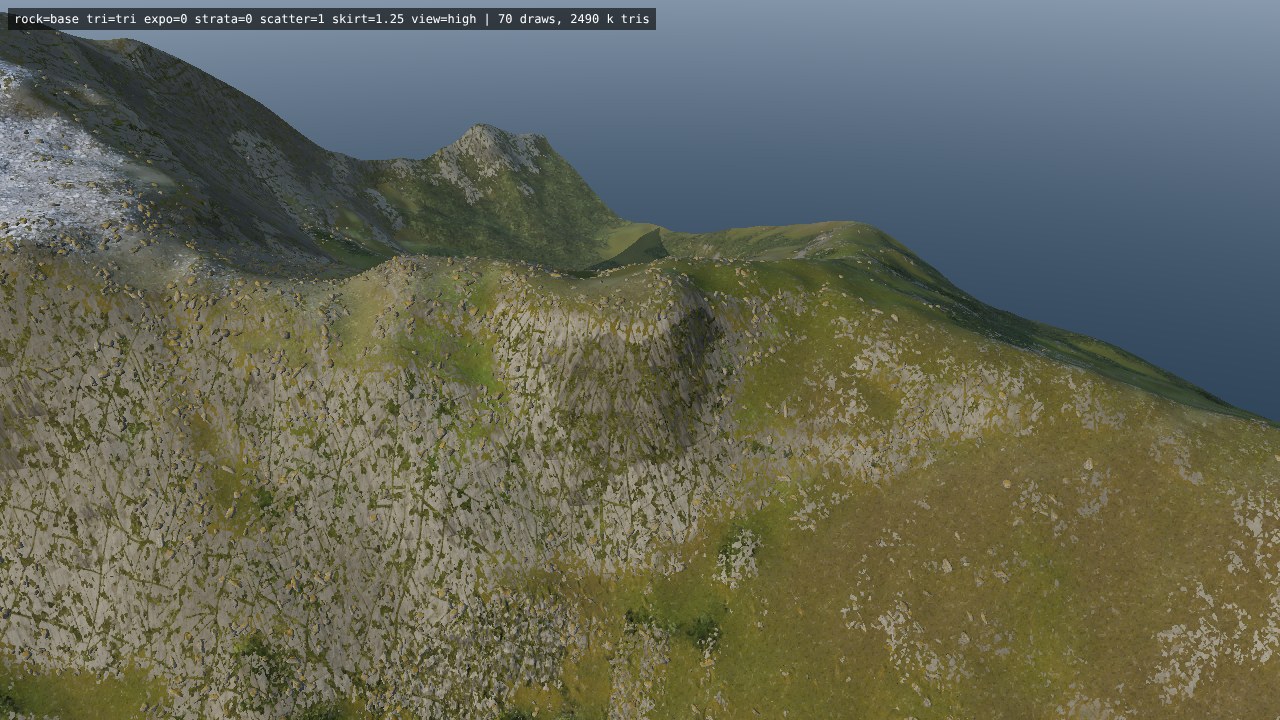 rock=base tri=tri expo=0 strata=0 scatter=1 skirt=1.25 view=high | 70 draws, 2490 k tris